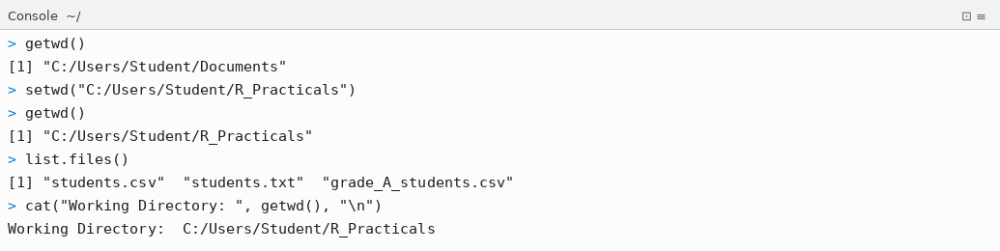 Console ~/
> getwd()
[1] "C:/Users/Student/Documents"
> setwd("C:/Users/Student/R_Practicals")
> getwd()
[1] "C:/Users/Student/R_Practicals"
> list.files()
[1] "students.csv"  "students.txt"  "grade_A_students.csv"
> cat("Working Directory: ", getwd(), "\n")
Working Directory:  C:/Users/Student/R_Practicals